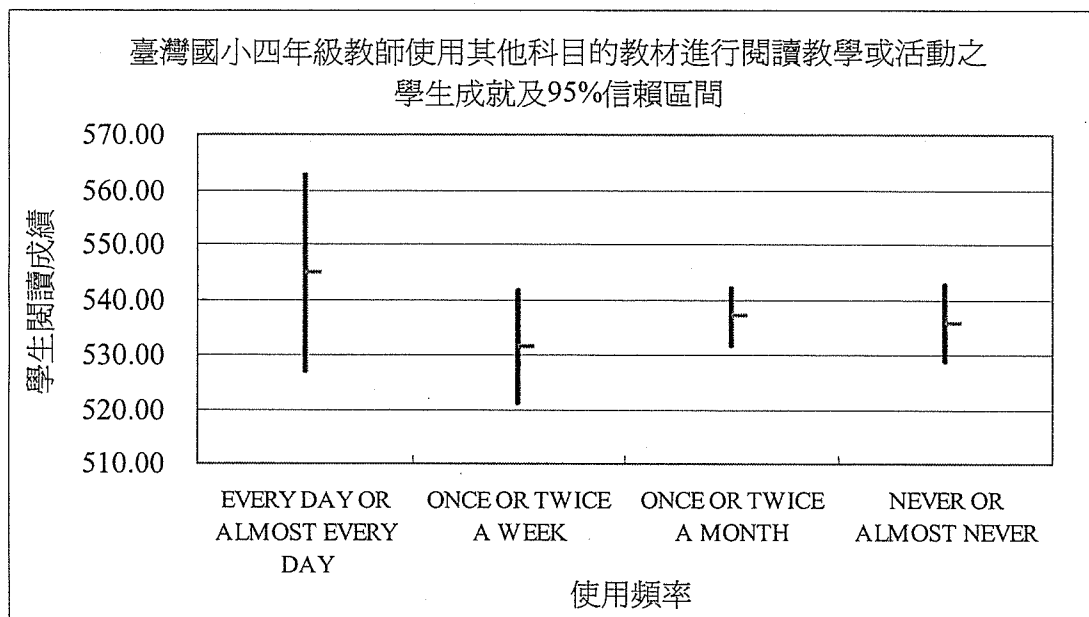 臺灣國小四年級教師使用其他科目的教材進行閱讀教學或活動之
學生成就及95%信賴區間
學生閱讀成績
570.00
560.00
550.00
540.00
530.00
520.00
510.00
EVERY DAY OR
ALMOST EVERY
DAY
ONCE OR TWICE
A WEEK
ONCE OR TWICE
A MONTH
NEVER OR
ALMOST NEVER
使用頻率